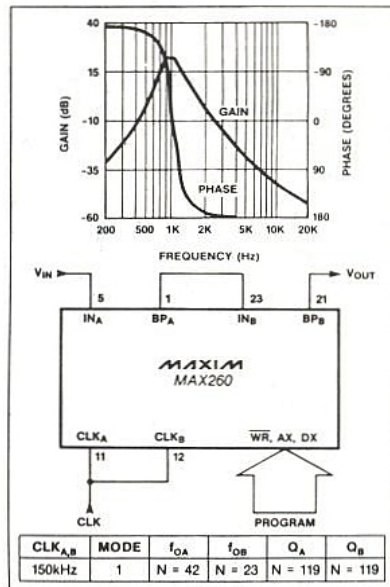 40
15
-10
-35
-60
GAIN (dB)
-180
-90
0
90
180
PHASE (DEGREES)
GAIN
PHASE
200 500 1K 2K 5K 10K 20K
FREQUENCY (Hz)
VIN VOUT
5 1 23 21
INA BPA INB BPB
MAXIM
MAX260
CLKA CLKB WR, AX, DX
11 12
CLK PROGRAM
CLKA,B MODE fOA fOB QA QB
150kHz 1 N = 42 N = 23 N = 119 N = 119